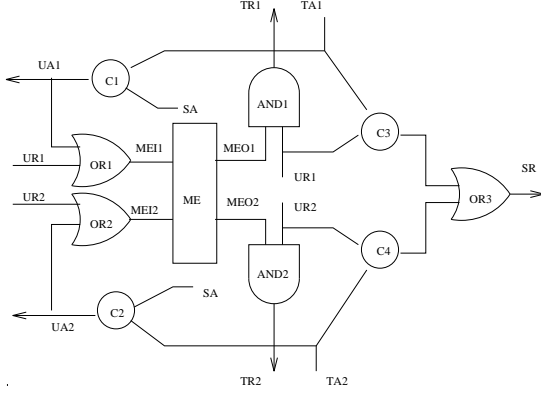 TR1 TA1
UA1
C1
SA
AND1
C3
UR1
OR1
MEI1
MEO1
UR1
SR
UR2
OR2
MEI2
ME
MEO2
UR2
OR3
C4
AND2
SA
C2
UA2
TR2 TA2
.